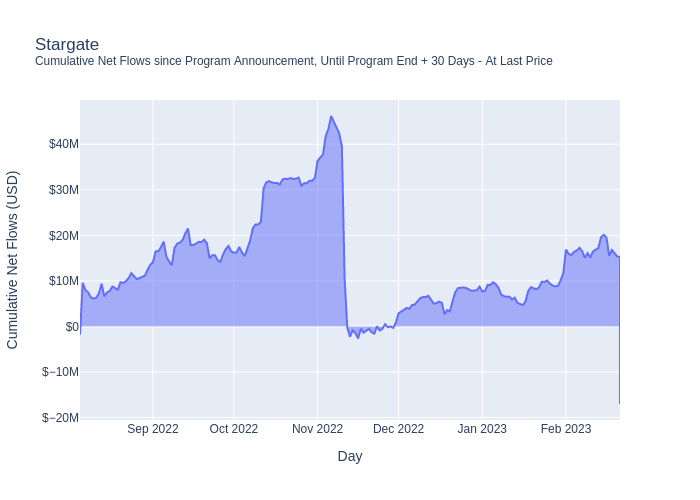 Stargate
Cumulative Net Flows since Program Announcement, Until Program End + 30 Days - At Last Price
Cumulative Net Flows (USD)
$40M
$30M
$20M
$10M
$0
$−10M
$−20M
Sep 2022
Oct 2022
Nov 2022
Dec 2022
Jan 2023
Feb 2023
Day